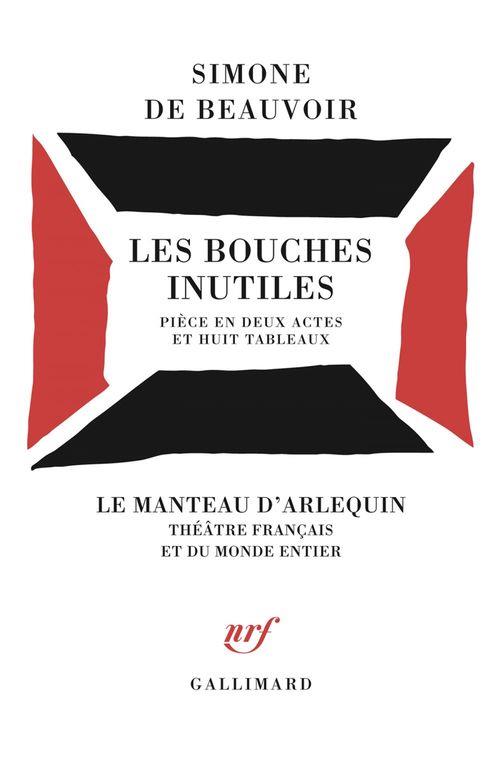 SIMONE
DE BEAUVOIR
LES BOUCHES
INUTILES
PIÈCE EN DEUX ACTES
ET HUIT TABLEAUX
LE MANTEAU D'ARLEQUIN
THÉÂTRE FRANÇAIS
ET DU MONDE ENTIER
nrf
GALLIMARD